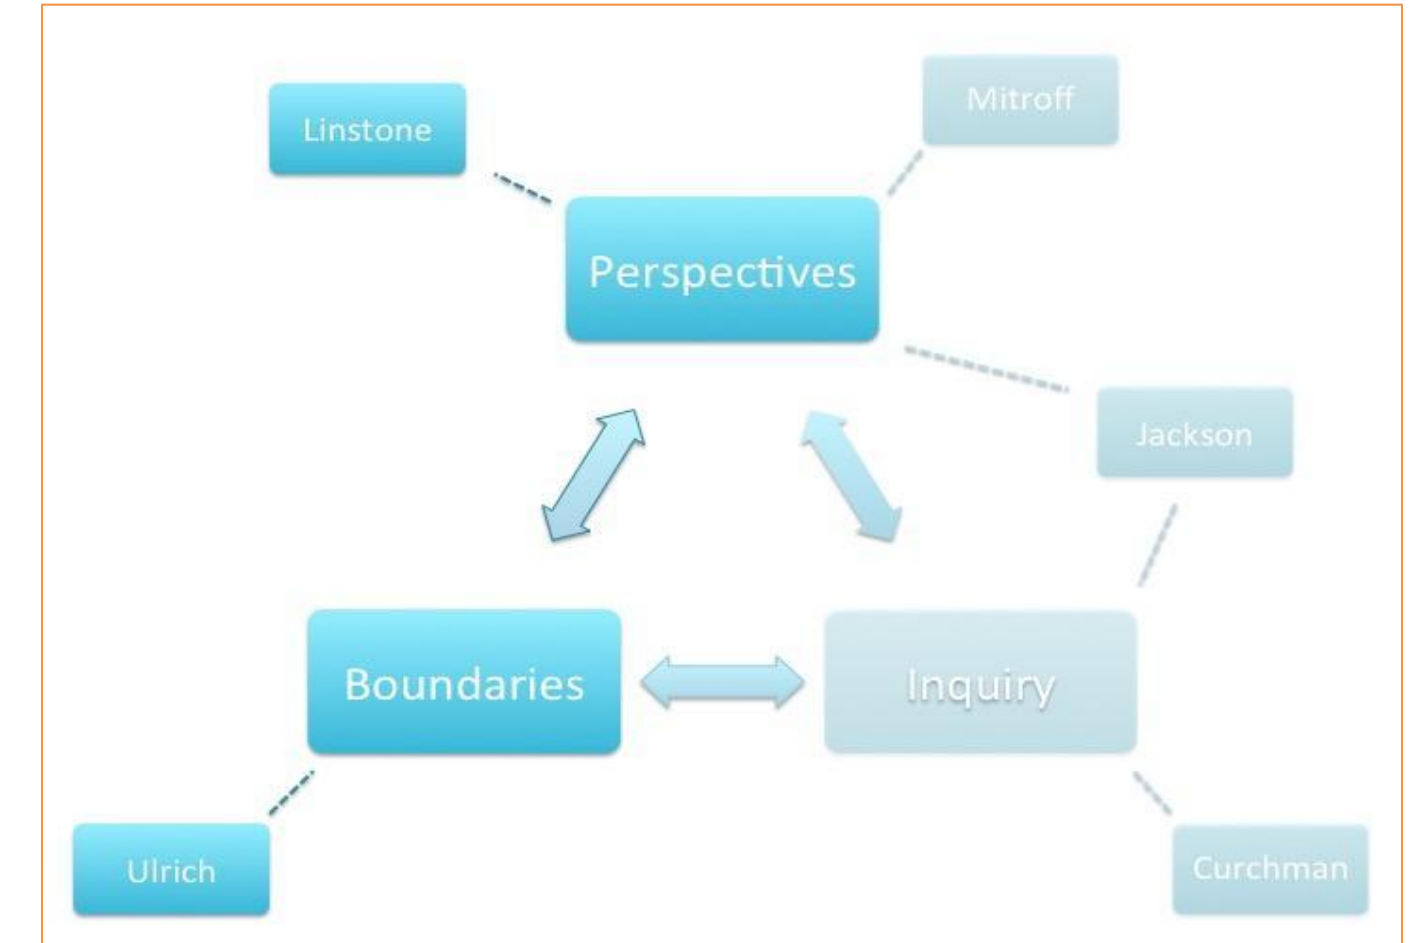 Mitroff
Linstone
Perspectives
Jackson
Boundaries
Inquiry
Ulrich
Curchman